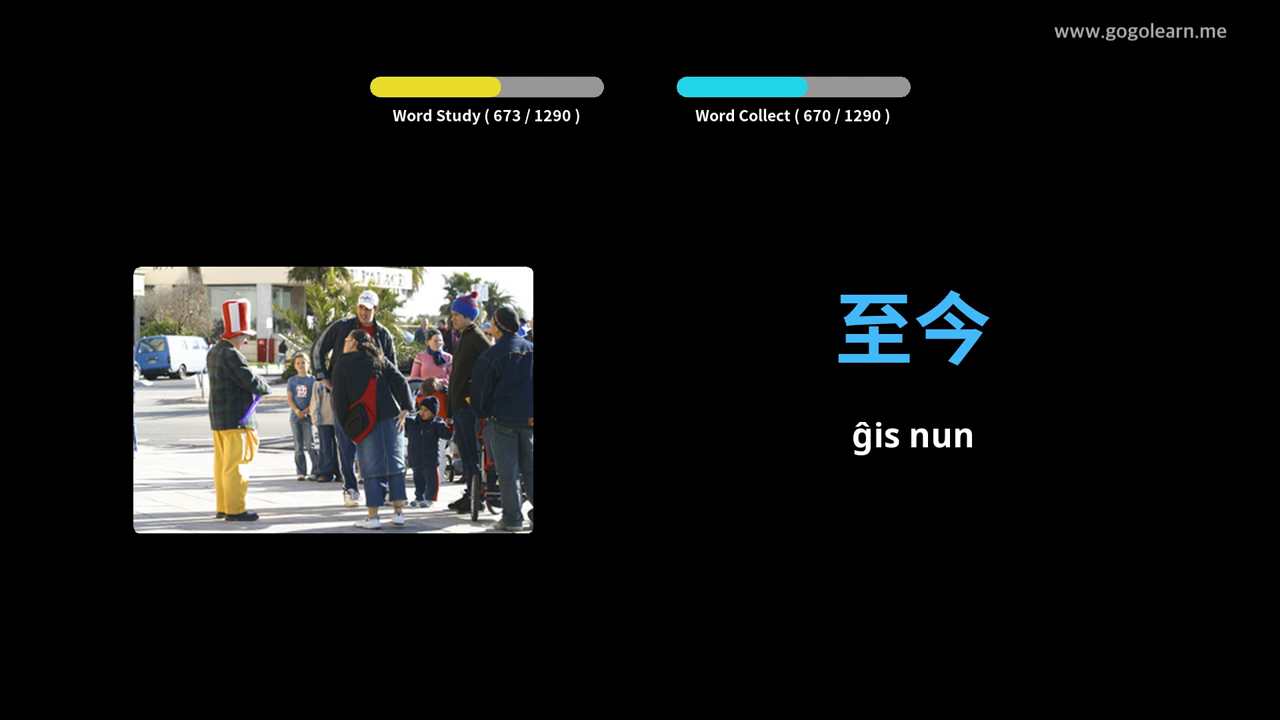 www.gogolearn.me
Word Study ( 673 / 1290 )
Word Collect ( 670 / 1290 )
至今
ĝis nun